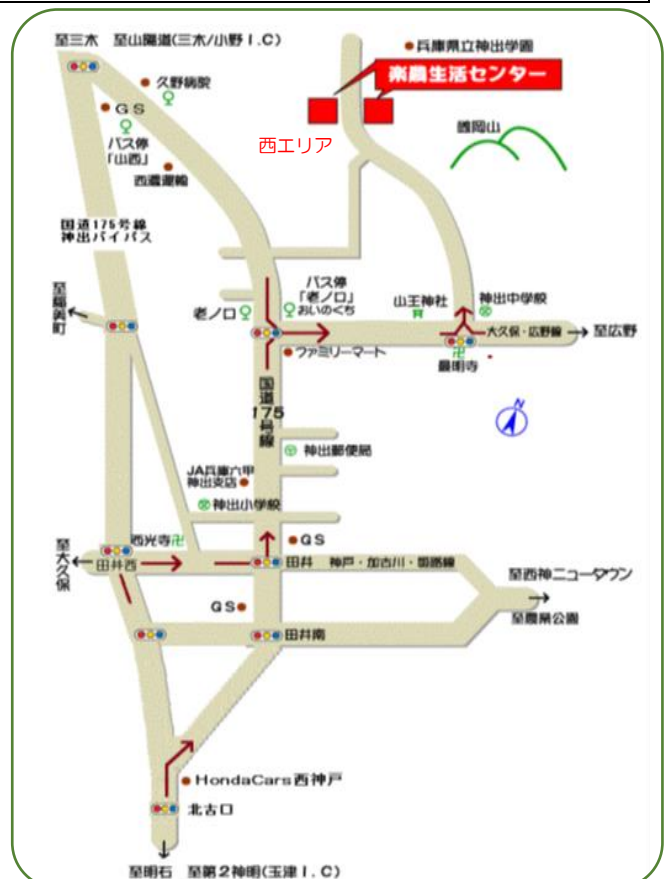 至三木　至山陽道(三木/小野I.C)
兵庫県立神出学園
久野病院
楽農生活センター
GS
バス停
「山西」
西エリア
雌岡山
西濃運輸
国道175号線
神出バイパス
至稲美町
バス停
「老ノロ」
おいのくち
老ノロ
山王神社
神出中学校
大久保・広野線
至広野
ファミリーマート
最明寺
国道
175
号線
N
神出郵便局
JA兵庫六甲
神出支店
神出小学校
GS
西光寺
至大久保
田井西
田井
神戸・加古川・姫路線
至西神ニュータウン
至農業公園
GS
田井南
HondaCars西神戸
北古口
至明石　至第2神明(玉津I.C)